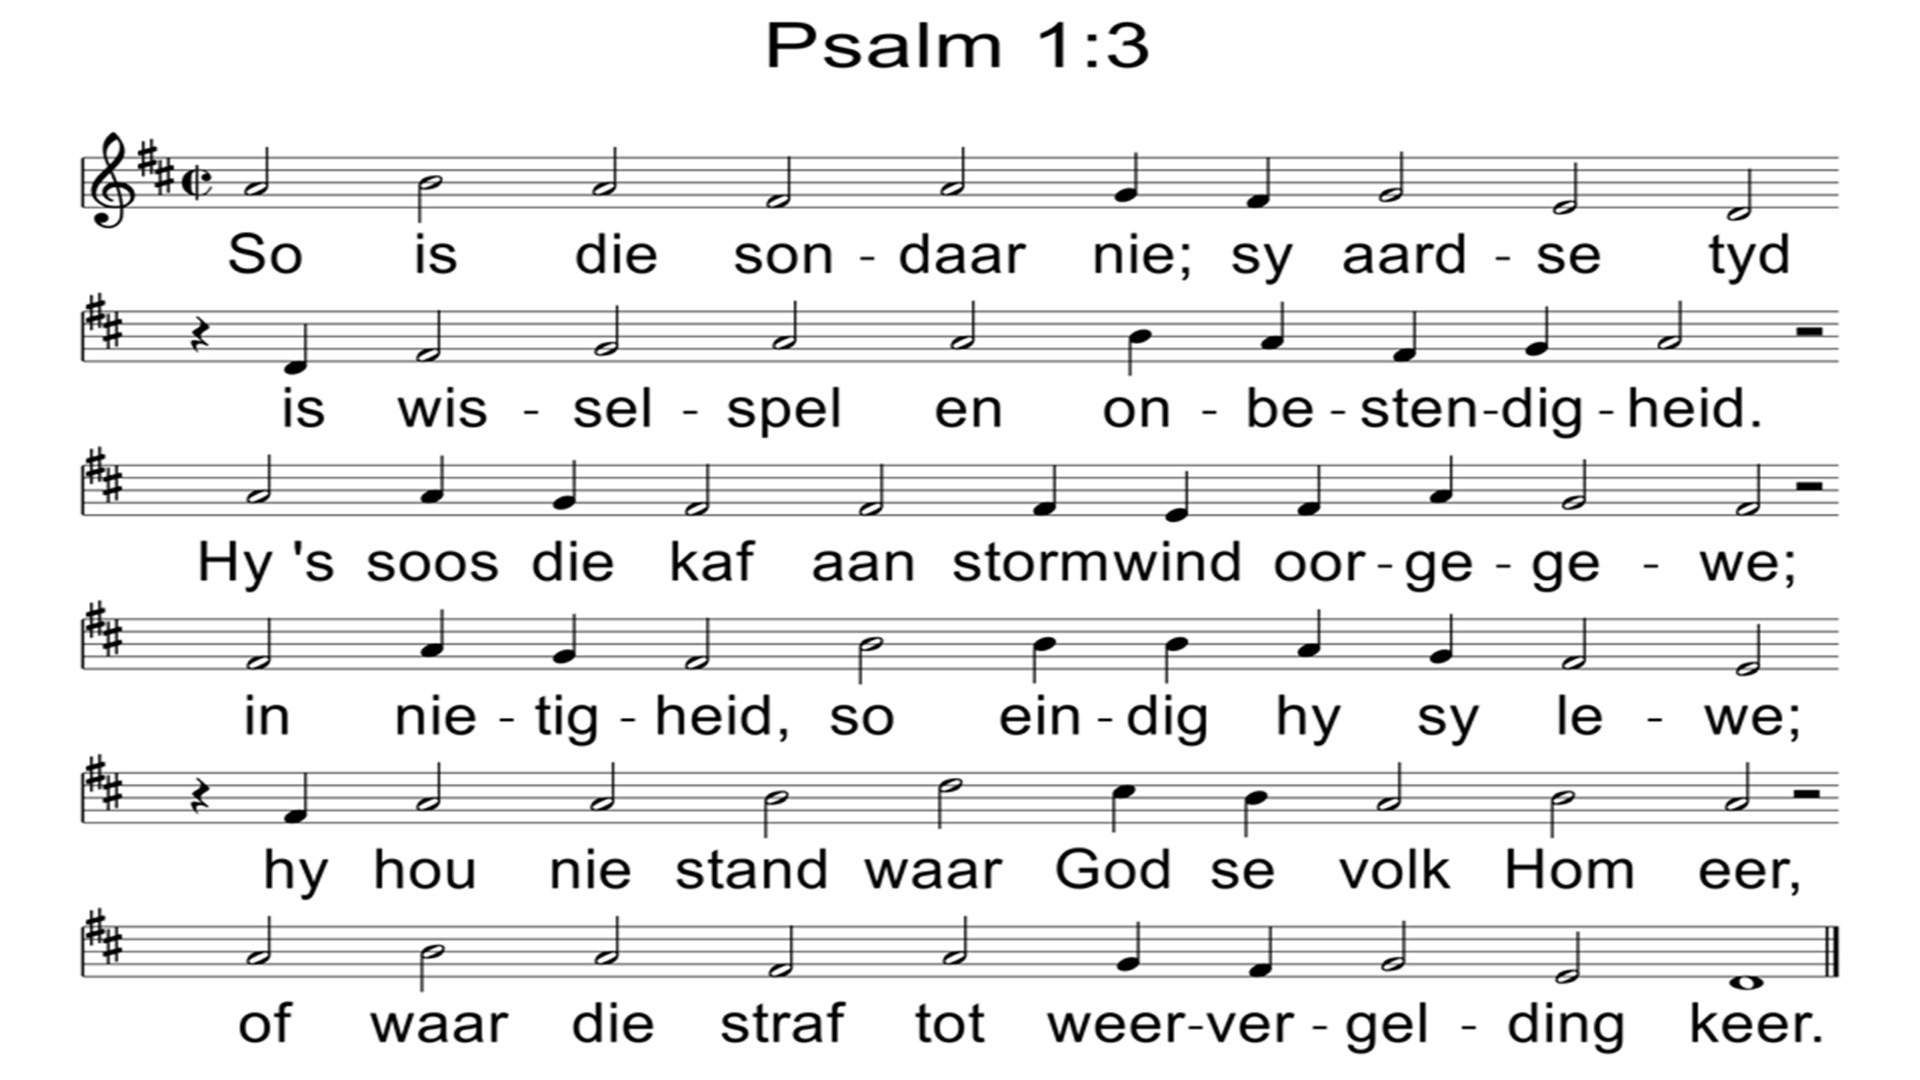 Psalm 1:3
So is die son - daar nie; sy aard - se tyd
is wis - sel - spel en on - be - sten - dig - heid.
Hy 's soos die kaf aan stormwind oor - ge - ge - we;
in nie - tig - heid, so ein - dig hy sy le - we;
hy hou nie stand waar God se volk Hom eer,
of waar die straf tot weer - ver - gel - ding keer.